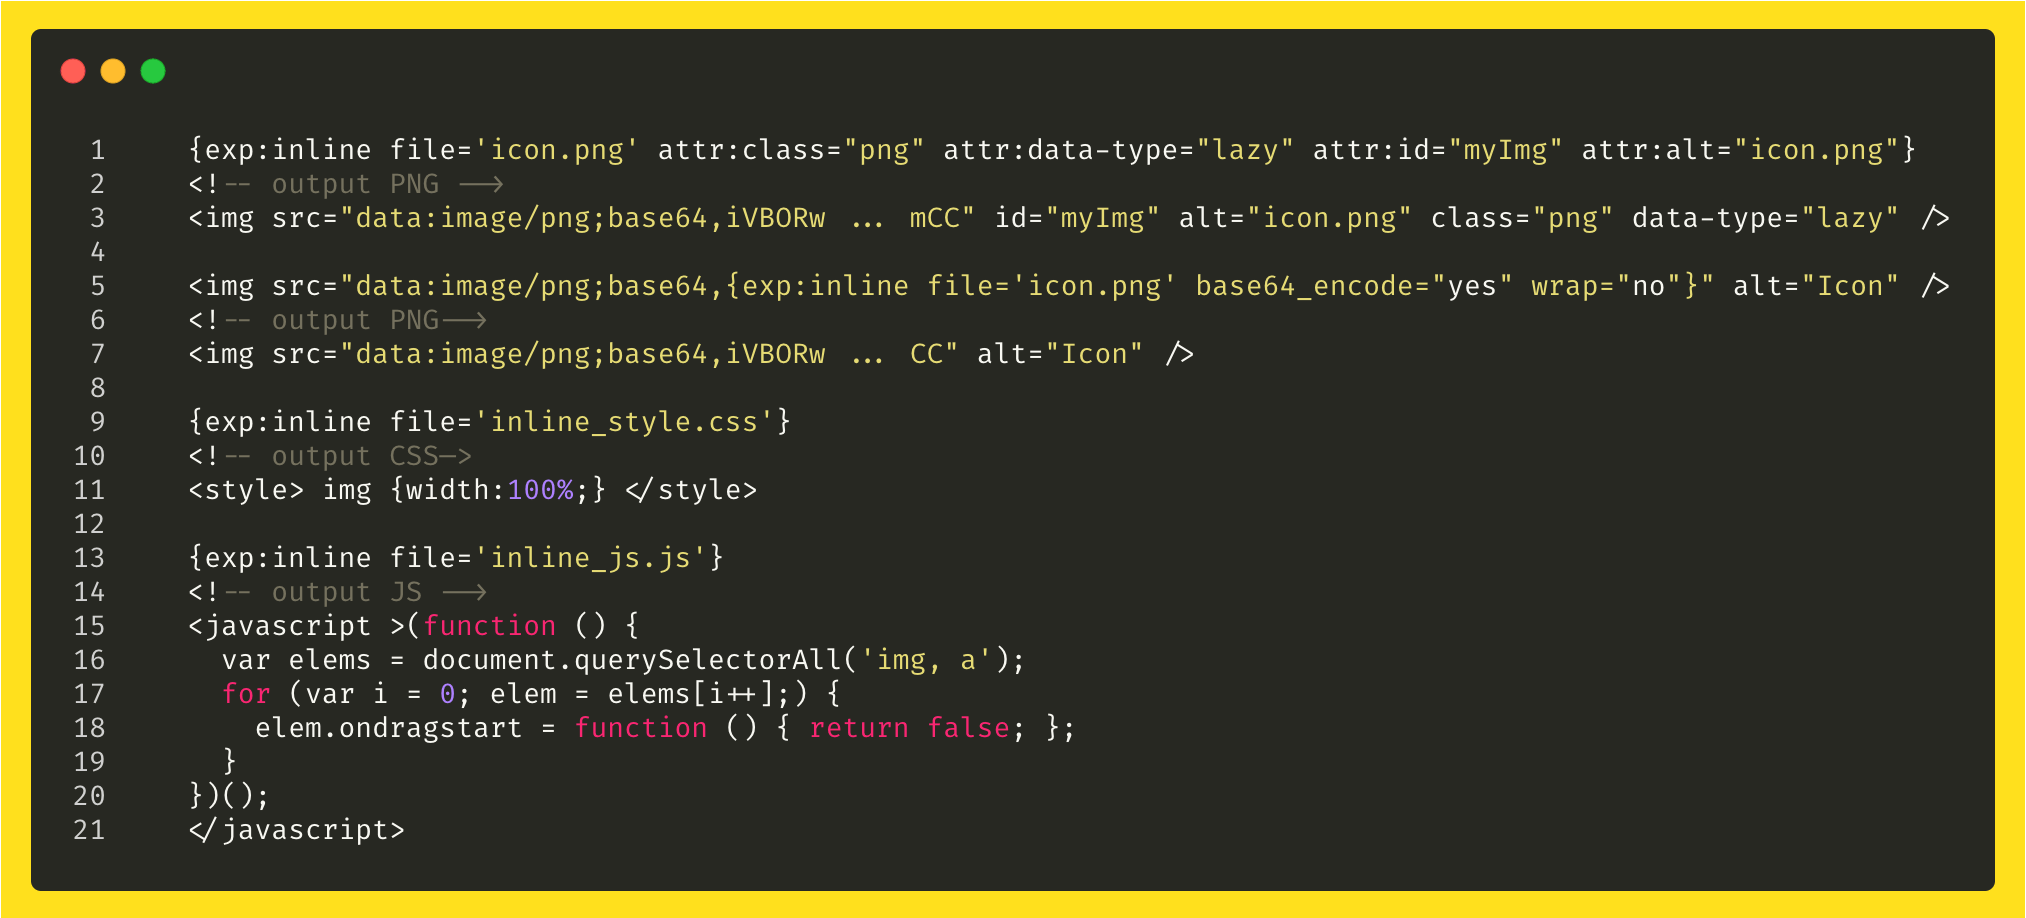 1 {exp:inline file='icon.png' attr:class="png" attr:data-type="lazy" attr:id="myImg" attr:alt="icon.png"}
2 <!-- output PNG -->
3 <img src="data:image/png;base64,iVBORw ... mCC" id="myImg" alt="icon.png" class="png" data-type="lazy" />
4
5 <img src="data:image/png;base64,{exp:inline file='icon.png' base64_encode="yes" wrap="no"}" alt="Icon" />
6 <!-- output PNG-->
7 <img src="data:image/png;base64,iVBORw ... CC" alt="Icon" />
8
9 {exp:inline file='inline_style.css'}
10 <!-- output CSS->
11 <style> img {width:100%;} </style>
12
13 {exp:inline file='inline_js.js'}
14 <!-- output JS -->
15 <javascript >(function () {
16   var elems = document.querySelectorAll('img, a');
17   for (var i = 0; elem = elems[i++];) {
18     elem.ondragstart = function () { return false; };
19   }
20 })();
21 </javascript>